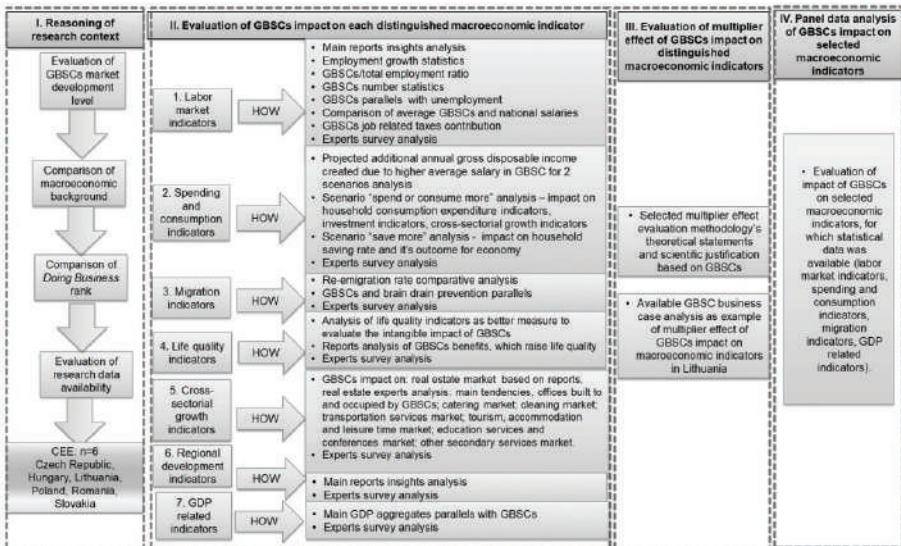 I. Reasoning of
research context
Evaluation of
GBSCs market
development
level
Comparison of
macroeconomic
background
Comparison of
Doing Business
rank
Evaluation of
research data
availability
CEE: n=6
Czech Republic,
Hungary, Lithuania,
Poland, Romania,
Slovakia
II. Evaluation of GBSCs impact on each distinguished macroeconomic indicator
1. Labor
market
indicators
HOW
• Main reports insights analysis
• Employment growth statistics
• GBSCs/total employment ratio
• GBSCs number statistics
• GBSCs parallels with unemployment
• Comparison of average GBSCs and national salaries
• GBSCs job related taxes contribution
• Experts survey analysis
2. Spending
and
consumption
indicators
HOW
• Projected additional annual gross disposable income
created due to higher average salary in GBSC for 2
scenarios analysis
• Scenario "spend or consume more" analysis – impact on
household consumption expenditure indicators,
investment indicators, cross-sectorial growth indicators
• Scenario "save more" analysis - impact on household
saving rate and it's outcome for economy
• Experts survey analysis
3. Migration
indicators
HOW
• Re-emigration rate comparative analysis
• GBSCs and brain drain prevention parallels
• Experts survey analysis
4. Life quality
indicators
HOW
• Analysis of life quality indicators as better measure to
evaluate the intangible impact of GBSCs
• Reports analysis of GBSCs benefits, which raise life quality
• Experts survey analysis
5. Cross-
sectorial
growth
indicators
HOW
• GBSCs impact on: real estate market based on reports,
real estate experts analysis; main tendencies, offices built to
and occupied by GBSCs; catering market; cleaning market;
transportation services market; tourism, accommodation
and leisure time market; education services and
conferences market; other secondary services market.
• Experts survey analysis
6. Regional
development
indicators
HOW
• Main reports insights analysis
• Experts survey analysis
7. GDP
related
indicators
HOW
• Main GDP aggregates parallels with GBSCs
• Experts survey analysis
III. Evaluation of multiplier
effect of GBSCs impact on
distinguished
macroeconomic indicators
• Selected multiplier effect
evaluation methodology's
theoretical statements
and scientific justification
based on GBSCs
• Available GBSC business
case analysis as example
of multiplier effect of
GBSCs impact on
macroeconomic indicators
in Lithuania
IV. Panel data analysis
of GBSCs impact on
selected
macroeconomic
indicators
• Evaluation of
impact of GBSCs
on selected
macroeconomic
indicators, for
which statistical
data was
available (labor
market indicators,
spending and
consumption
indicators,
migration
indicators, GDP
related indicators).